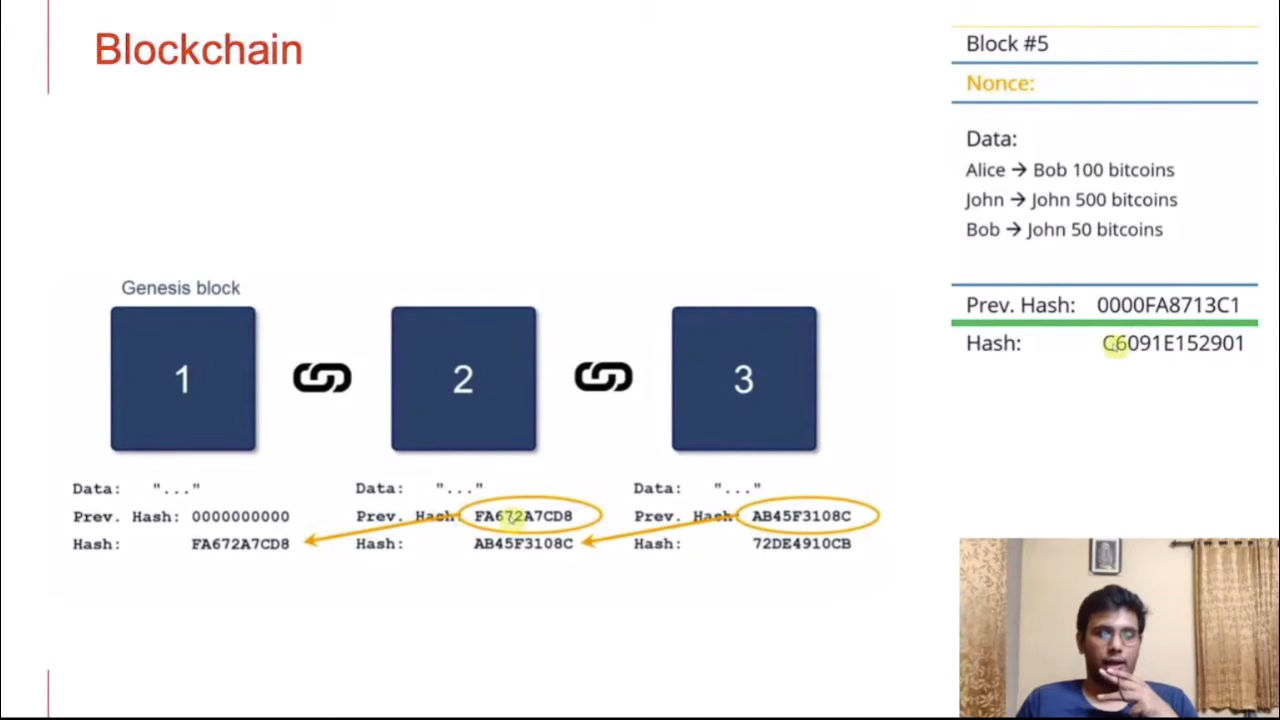 Blockchain
Block #5
Nonce:
Data:
Alice → Bob 100 bitcoins
John → John 500 bitcoins
Bob → John 50 bitcoins
Prev. Hash: 0000FA8713C1
Hash: C6091E152901
Genesis block
1 2 3
Data: "..." Data: "..." Data: "..."
Prev. Hash: 0000000000 Prev. Hash: FA672A7CD8 Prev. Hash: AB45F3108C
Hash: FA672A7CD8 Hash: AB45F3108C Hash: 72DE4910CB